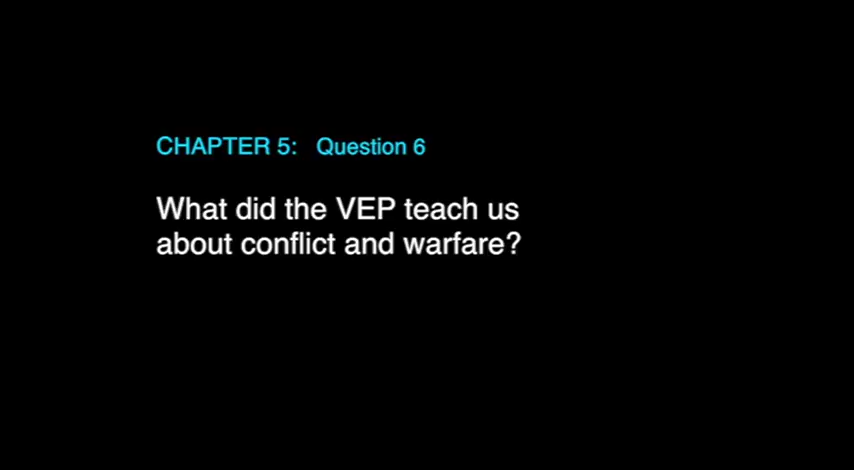 CHAPTER 5: Question 6
What did the VEP teach us
about conflict and warfare?